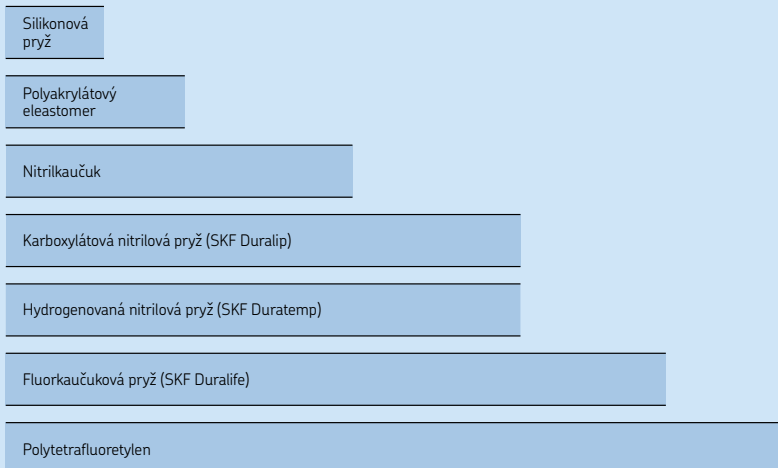 Silikonová
pryž
Polyakrylátový
eleastomer
Nitrilkaučuk
Karboxylátová nitrilová pryž (SKF Duralip)
Hydrogenovaná nitrilová pryž (SKF Duratemp)
Fluorkaučuková pryž (SKF Duralife)
Polytetrafluoretylen